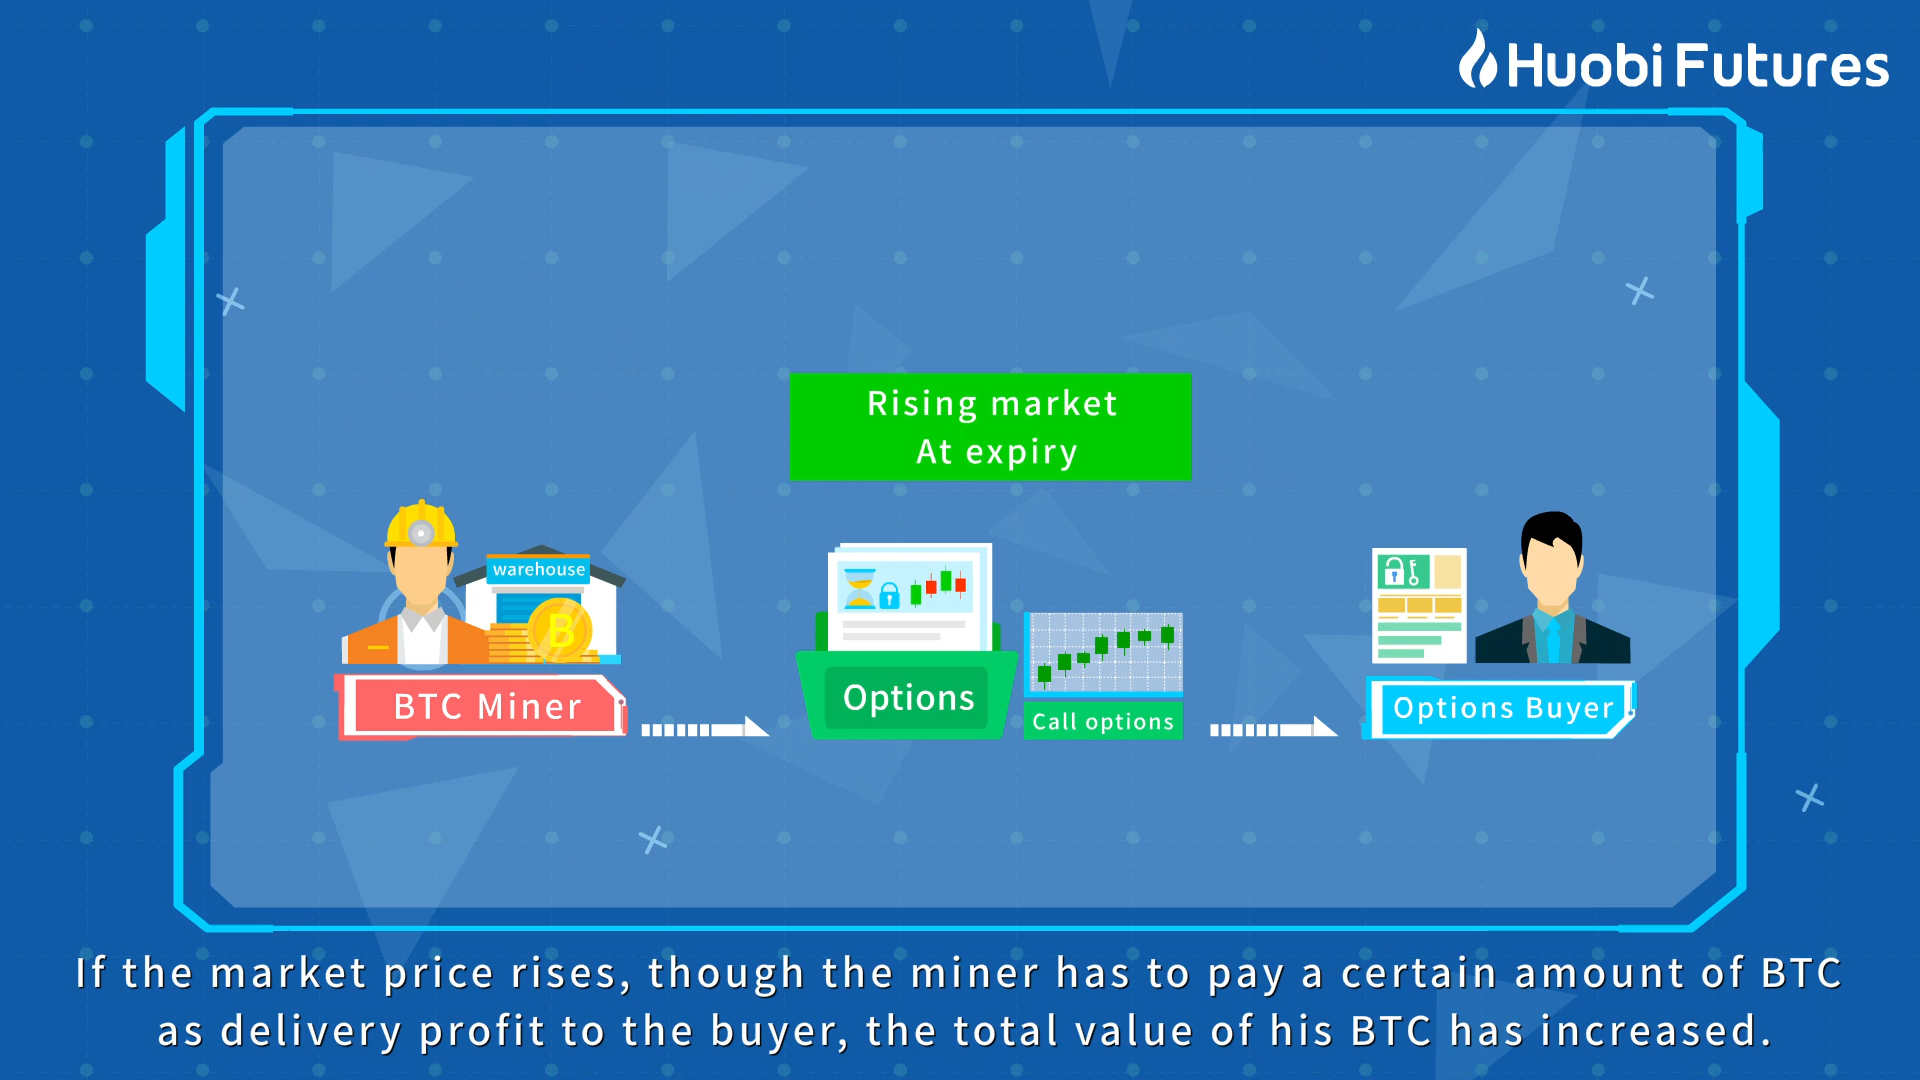 Huobi Futures
Rising market
At expiry
warehouse
B
BTC Miner
Options
Call options
Options Buyer
If the market price rises, though the miner has to pay a certain amount of BTC
as delivery profit to the buyer, the total value of his BTC has increased.